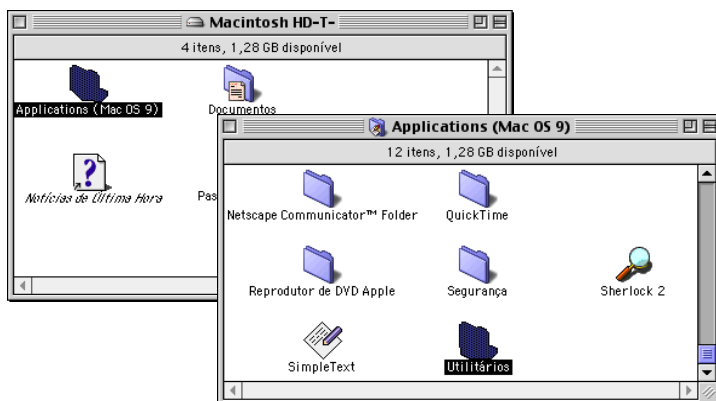 Macintosh HD-T-
4 itens, 1,28 GB disponível
Applications (Mac OS 9)
Documentos
Notícias de Última Hora
Pas
Applications (Mac OS 9)
12 itens, 1,28 GB disponível
Netscape Communicator™ Folder
QuickTime
Reprodutor de DVD Apple
Segurança
Sherlock 2
SimpleText
Utilitários